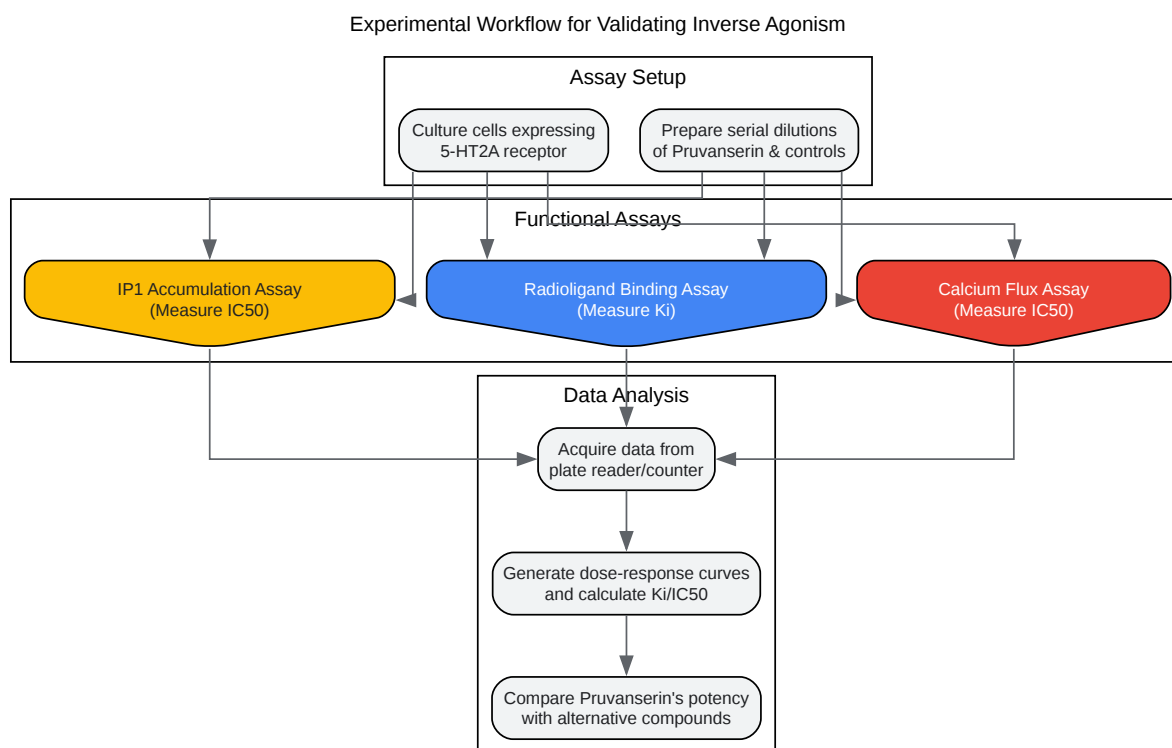 Experimental Workflow for Validating Inverse Agonism
Assay Setup
Culture cells expressing
5-HT2A receptor
Prepare serial dilutions
of Pruvanserin & controls
Functional Assays
IP1 Accumulation Assay
(Measure IC50)
Radioligand Binding Assay
(Measure Ki)
Calcium Flux Assay
(Measure IC50)
Data Analysis
Acquire data from
plate reader/counter
Generate dose-response curves
and calculate Ki/IC50
Compare Pruvanserin's potency
with alternative compounds